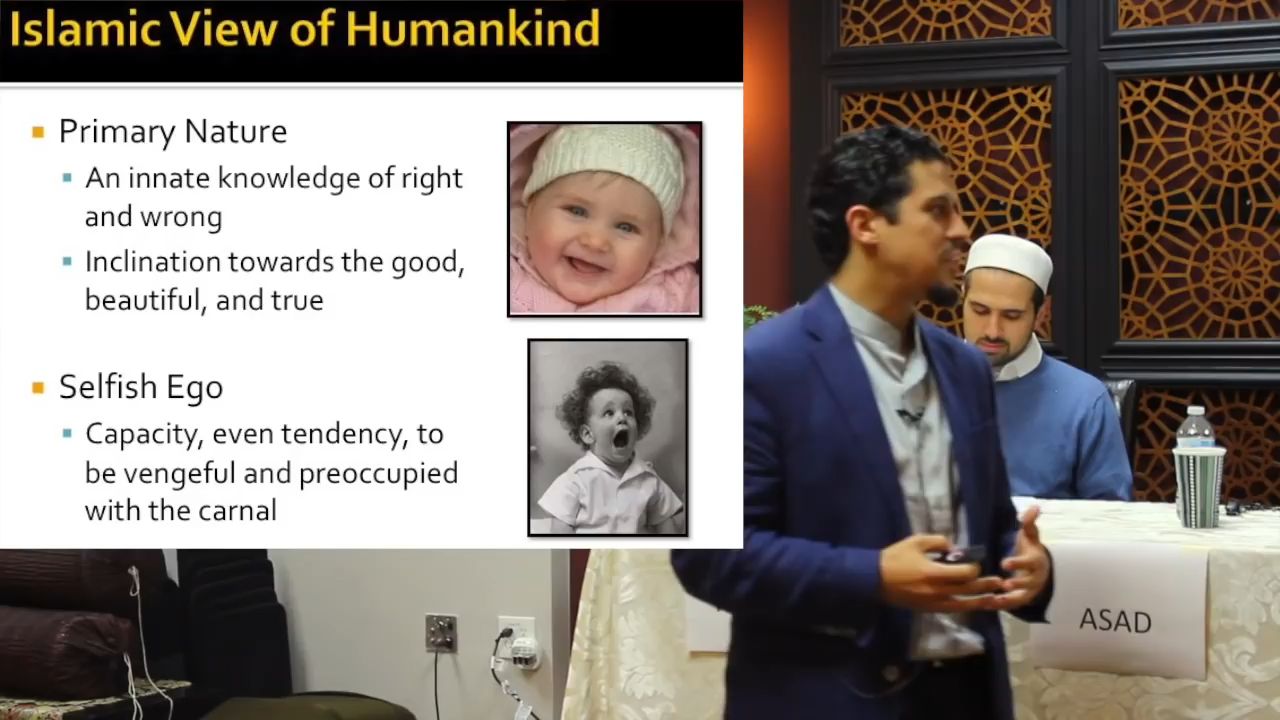 Islamic View of Humankind
Primary Nature
An innate knowledge of right
and wrong
Inclination towards the good,
beautiful, and true
Selfish Ego
Capacity, even tendency, to
be vengeful and preoccupied
with the carnal
ASAD